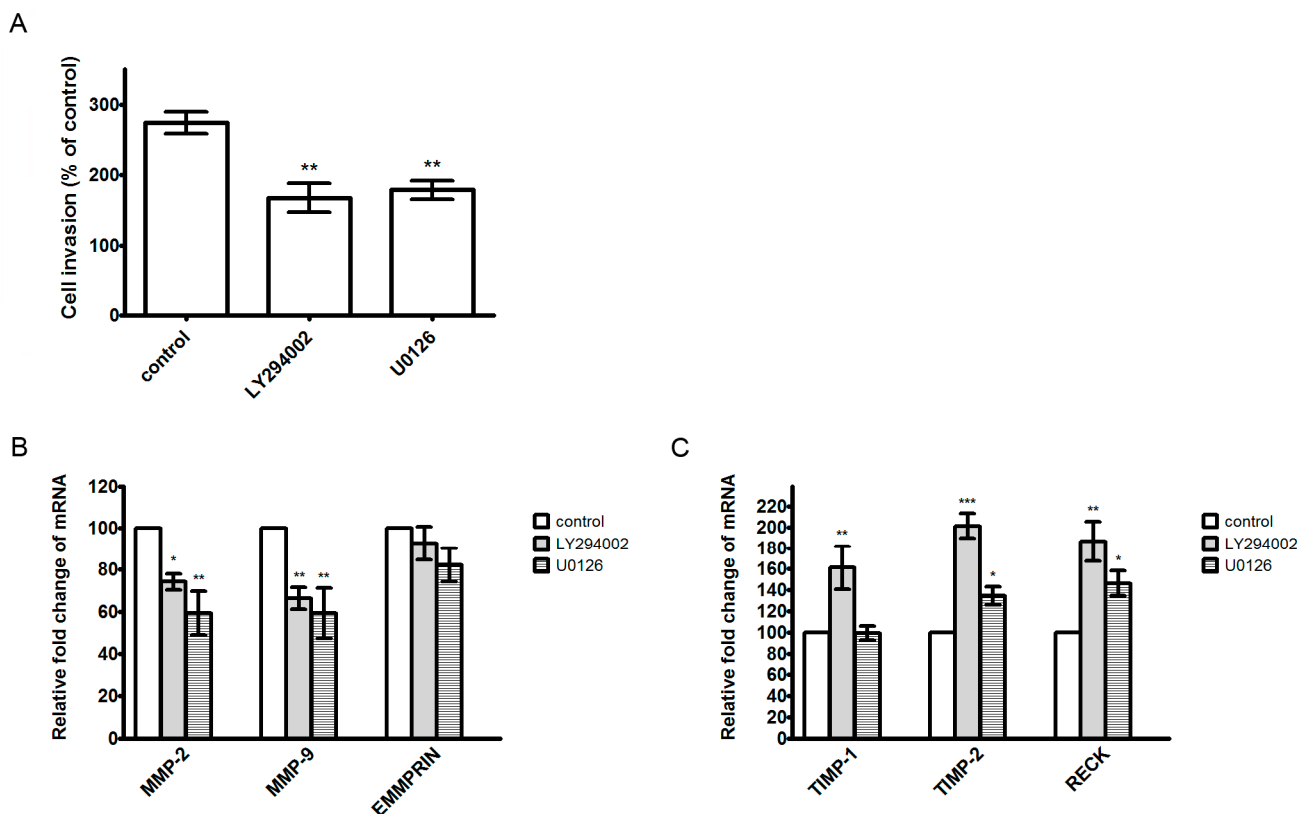 A
Cell invasion (% of control)
300
200
100
0
**
**
control
LY294002
U0126
B
Relative fold change of mRNA
120
100
80
60
40
20
0
*
**
**
**
MMP-2
MMP-9
EMMPRIN
control
LY294002
U0126
C
Relative fold change of mRNA
220
200
180
160
140
120
100
80
60
40
20
0
**
***
*
**
*
TIMP-1
TIMP-2
RECK
control
LY294002
U0126